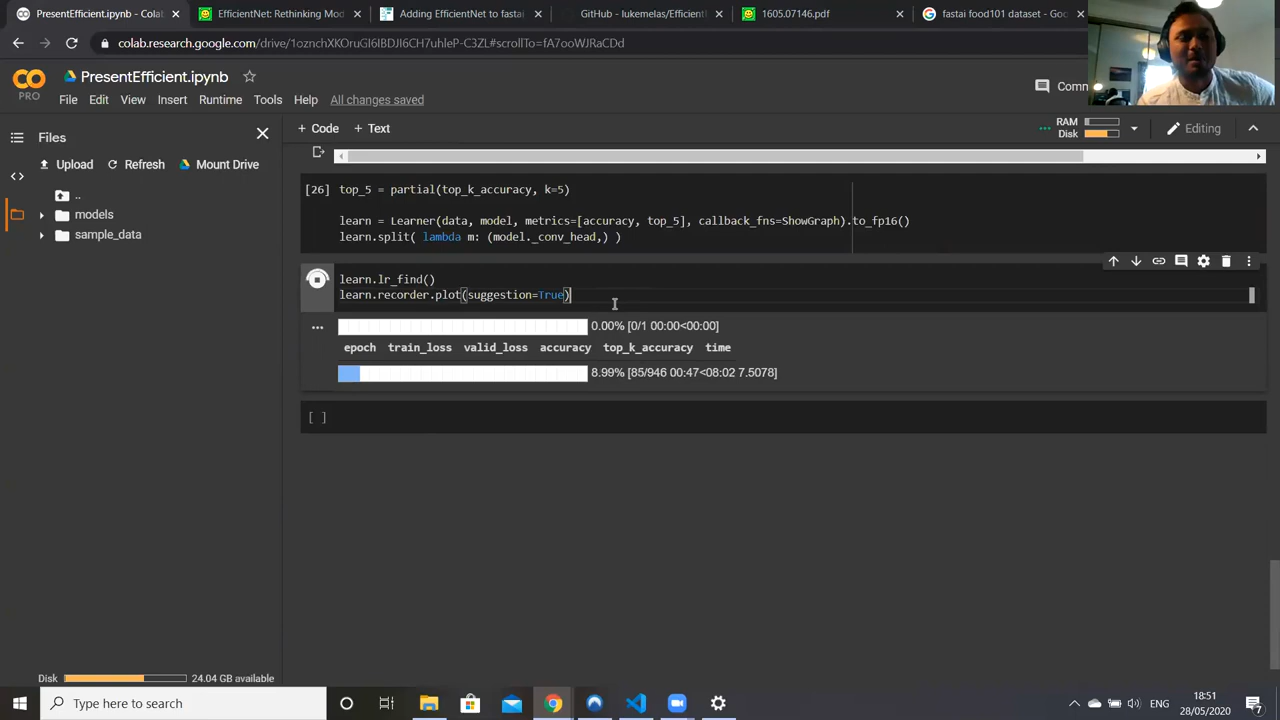 PresentEfficient.ipynb - Colab
EfficientNet: Rethinking Mod
Adding EfficientNet to fastai
GitHub - lukemelas/Efficient
1605.07146.pdf
fastai food101 dataset - Goo
colab.research.google.com/drive/1oznchXKOruGI6IBDJI6CH7uhleP-C3ZL#scrollTo=fA7ooWJRaCDd
PRO
PresentEfficient.ipynb
File Edit View Insert Runtime Tools Help All changes saved
Comm
Files
+ Code + Text
RAM
Disk
Editing
Upload Refresh Mount Drive
..
models
sample_data
[26] top_5 = partial(top_k_accuracy, k=5)
learn = Learner(data, model, metrics=[accuracy, top_5], callback_fns=ShowGraph).to_fp16()
learn.split( lambda m: (model._conv_head,) )
learn.lr_find()
learn.recorder.plot(suggestion=True)
0.00% [0/1 00:00<00:00]
epoch train_loss valid_loss accuracy top_k_accuracy time
8.99% [85/946 00:47<08:02 7.5078]
[ ]
Disk 24.04 GB available
Type here to search
ENG
18:51
28/05/2020
7